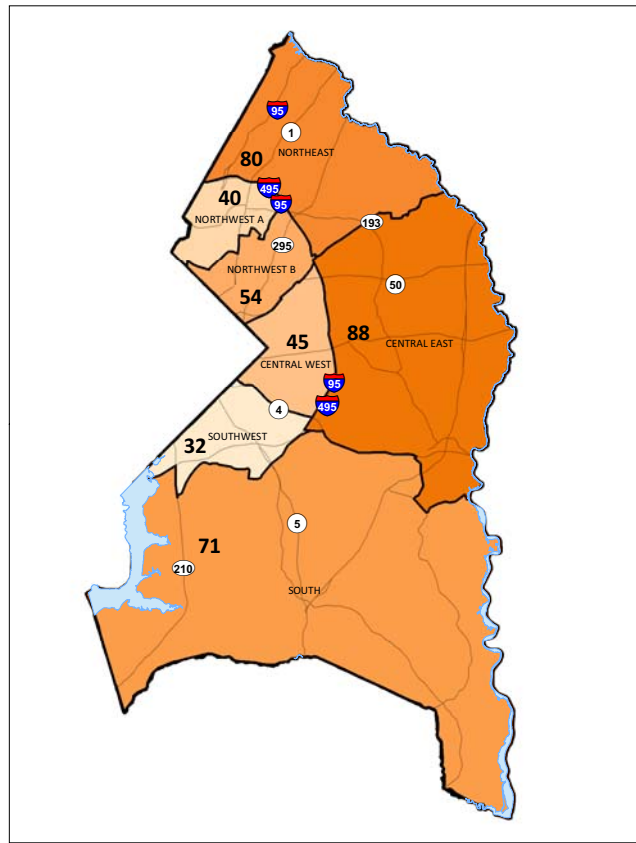 95
1
NORTHEAST
80
495
40
95
NORTHWEST A
193
295
NORTHWEST B
50
54
45
88
CENTRAL EAST
CENTRAL WEST
95
495
4
SOUTHWEST
32
5
71
210
SOUTH